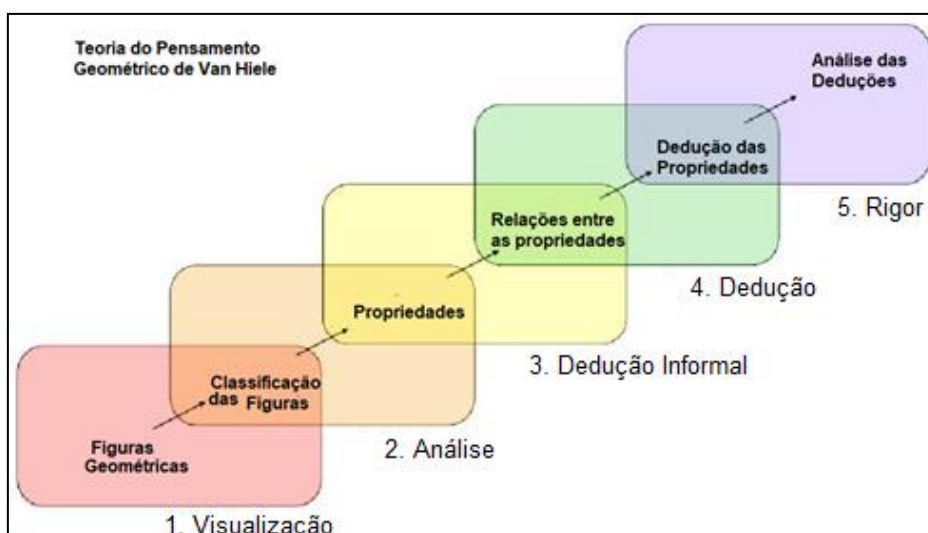 Teoria do Pensamento
Geométrico de Van Hiele
Análise das
Deduções
Dedução das
Propriedades
5. Rigor
Relações entre
as propriedades
4. Dedução
Propriedades
3. Dedução Informal
Classificação
das Figuras
2. Análise
Figuras
Geométricas
1. Visualização